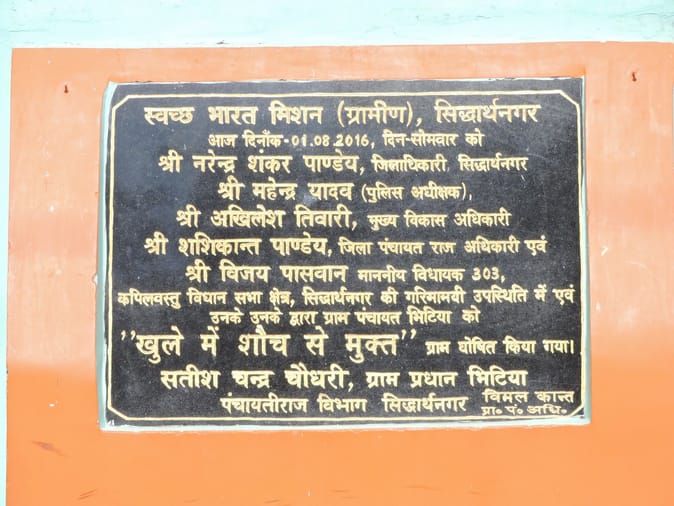 स्वच्छ भारत मिशन (ग्रामीण), सिद्धार्थनगर
आज दिनाँक-01.08.2016, दिन-सोमवार को
श्री नरेन्द्र शंकर पाण्डेय, जिलाधिकारी, सिद्धार्थनगर
श्री महेन्द्र यादव (पुलिस अधीक्षक),
श्री अखिलेश तिवारी, मुख्य विकास अधिकारी
श्री शशिकान्त पाण्डेय, जिला पंचायत राज अधिकारी एवं
श्री विजय पासवान माननीय विधायक 303,
कपिलवस्तु विधान सभा क्षेत्र, सिद्धार्थनगर की गरिमामयी उपस्थिति में एवं
उनके उनके द्वारा ग्राम पंचायत भिटिया को
"खुले में शौच से मुक्त" ग्राम घोषित किया गया।
सतीश चन्द्र चौधरी, ग्राम प्रधान भिटिया
पंचायतीराज विभाग सिद्धार्थनगर विमल कान्त
ग्रा० पं० अधि०